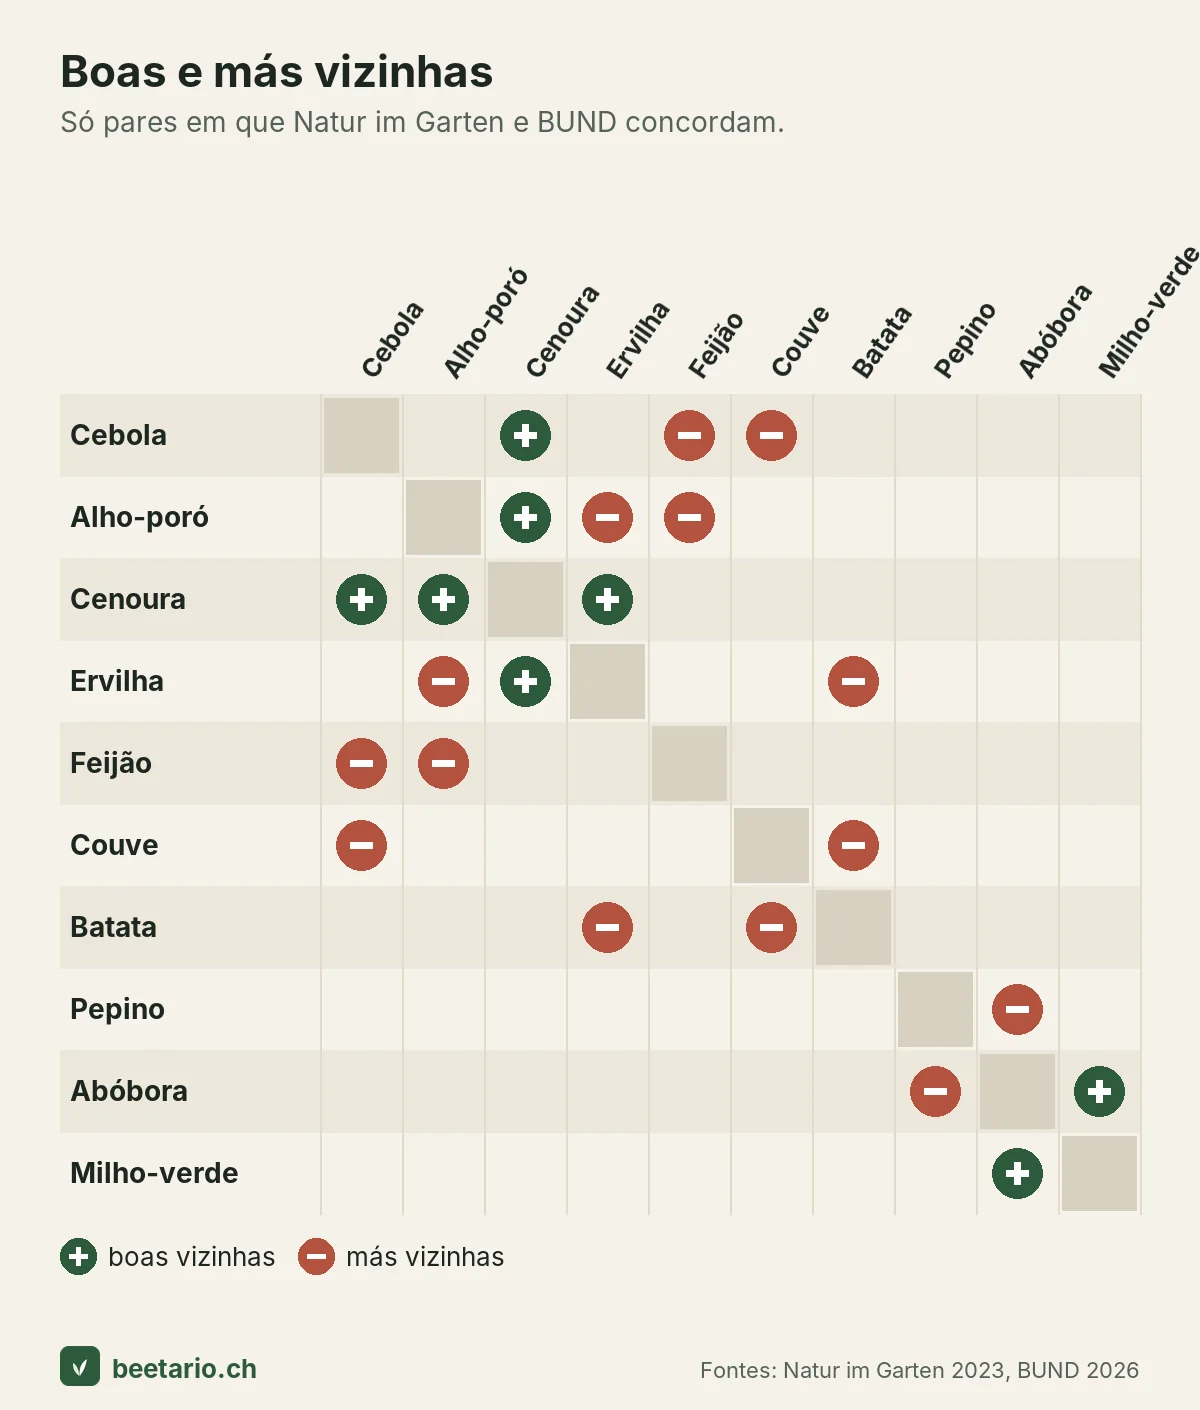 Boas e más vizinhas
Só pares em que Natur im Garten e BUND concordam.
Cebola
Alho-poró
Cenoura
Ervilha
Feijão
Couve
Batata
Pepino
Abóbora
Milho-verde
Cebola
Alho-poró
Cenoura
Ervilha
Feijão
Couve
Batata
Pepino
Abóbora
Milho-verde
boas vizinhas
más vizinhas
beetario.ch
Fontes: Natur im Garten 2023, BUND 2026